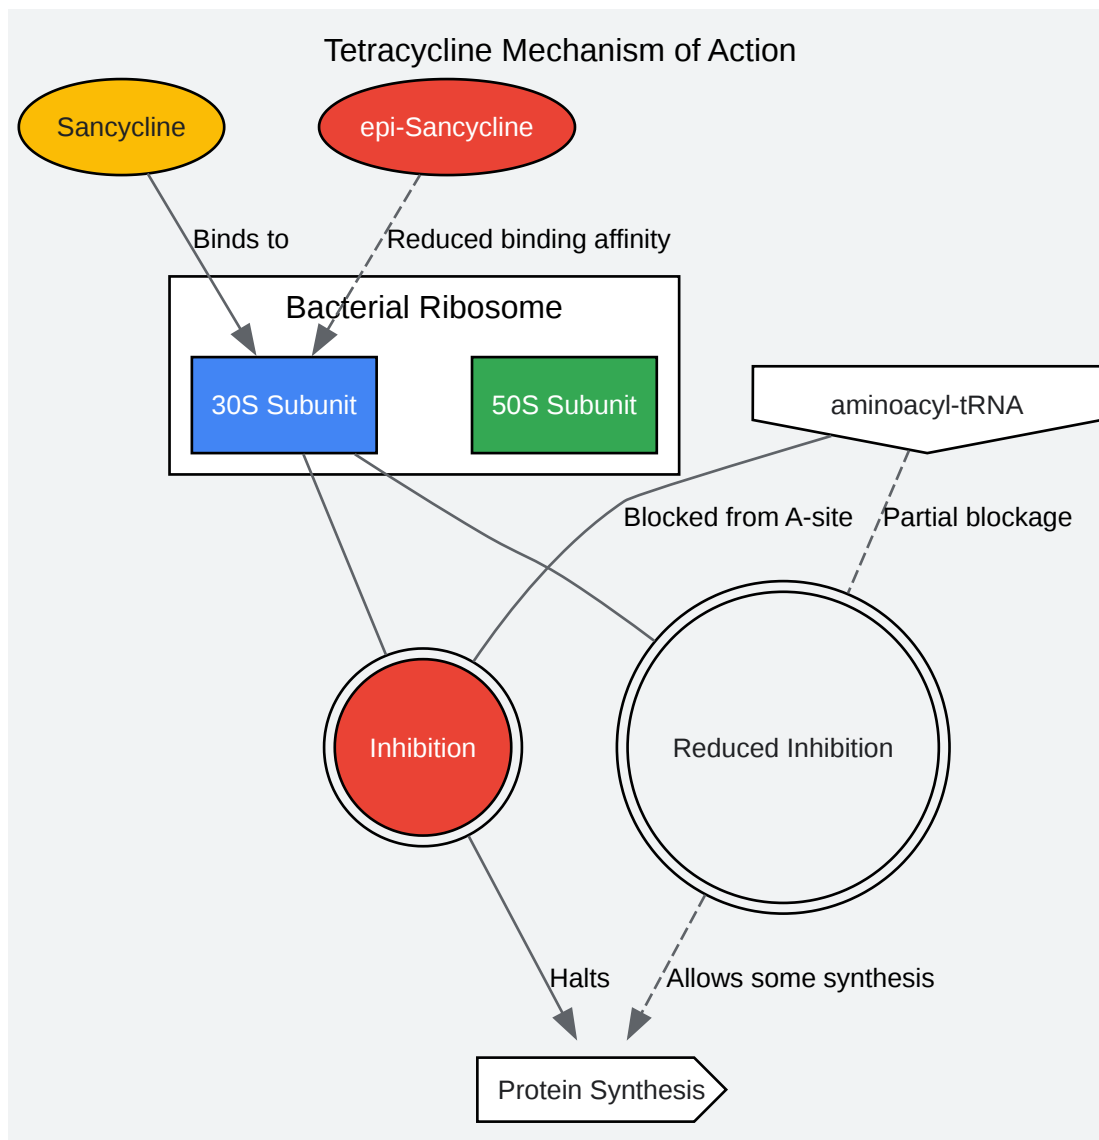 Tetracycline Mechanism of Action
Sancycline
epi-Sancycline
Binds to
Reduced binding affinity
Bacterial Ribosome
30S Subunit
50S Subunit
aminoacyl-tRNA
Blocked from A-site
Partial blockage
Inhibition
Reduced Inhibition
Halts
Allows some synthesis
Protein Synthesis